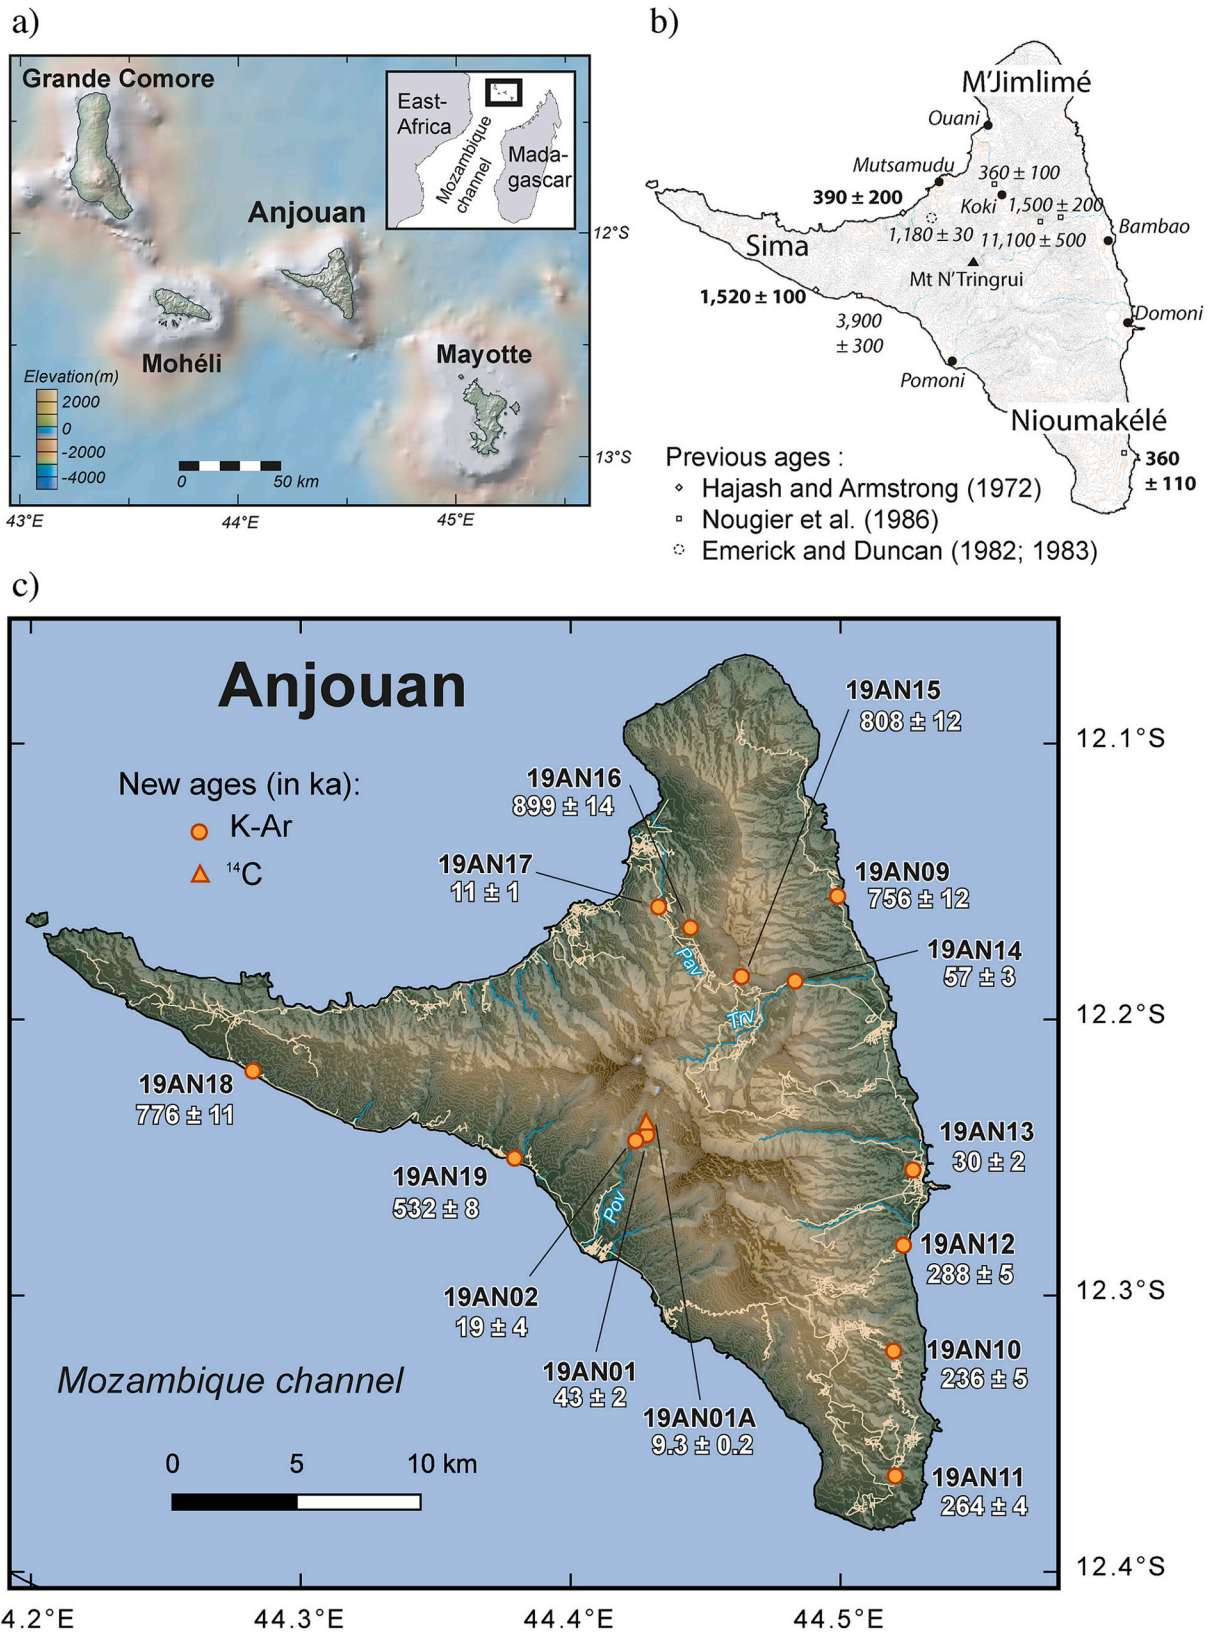 a)
Grande Comore
Anjouan
Mohéli
Mayotte
East-
Africa
Mozambique
channel
Mada-
gascar
Elevation(m)
2000
0
-2000
-4000
0
50 km
12°S
13°S
43°E
44°E
45°E
b)
M'Jimlimé
Ouani
Mutsamudu
360 ± 100
390 ± 200
Koki
1,500 ± 200
1,180 ± 30
11,100 ± 500
Bambao
Sima
Mt N'Tringrui
1,520 ± 100
3,900
± 300
Domoni
Pomoni
Nioumakélé
360
± 110
Previous ages :
Hajash and Armstrong (1972)
Nougier et al. (1986)
Emerick and Duncan (1982; 1983)
c)
Anjouan
New ages (in ka):
K-Ar
14C
19AN15
808 ± 12
19AN16
899 ± 14
19AN17
11 ± 1
19AN09
756 ± 12
19AN14
57 ± 3
Pav
Trv
19AN18
776 ± 11
19AN13
30 ± 2
19AN19
532 ± 8
Pov
19AN12
288 ± 5
19AN02
19 ± 4
19AN01
43 ± 2
19AN01A
9.3 ± 0.2
19AN10
236 ± 5
19AN11
264 ± 4
Mozambique channel
0
5
10 km
12.1°S
12.2°S
12.3°S
12.4°S
4.2°E
44.3°E
44.4°E
44.5°E